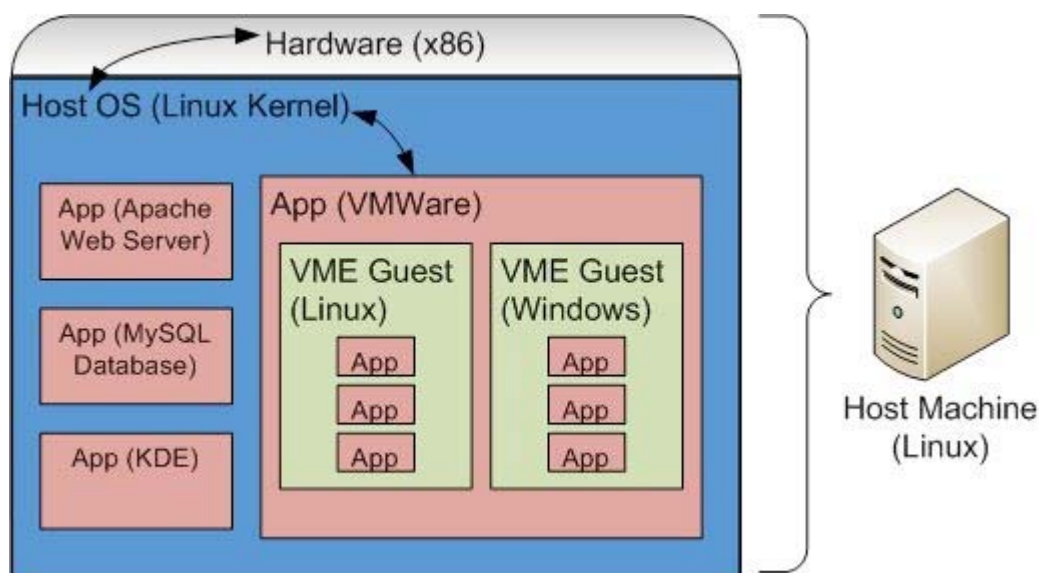 Hardware (x86)
Host OS (Linux Kernel)
App (Apache
Web Server)
App (MySQL
Database)
App (KDE)
App (VMWare)
VME Guest
(Linux)
App
App
App
VME Guest
(Windows)
App
App
App
Host Machine
(Linux)